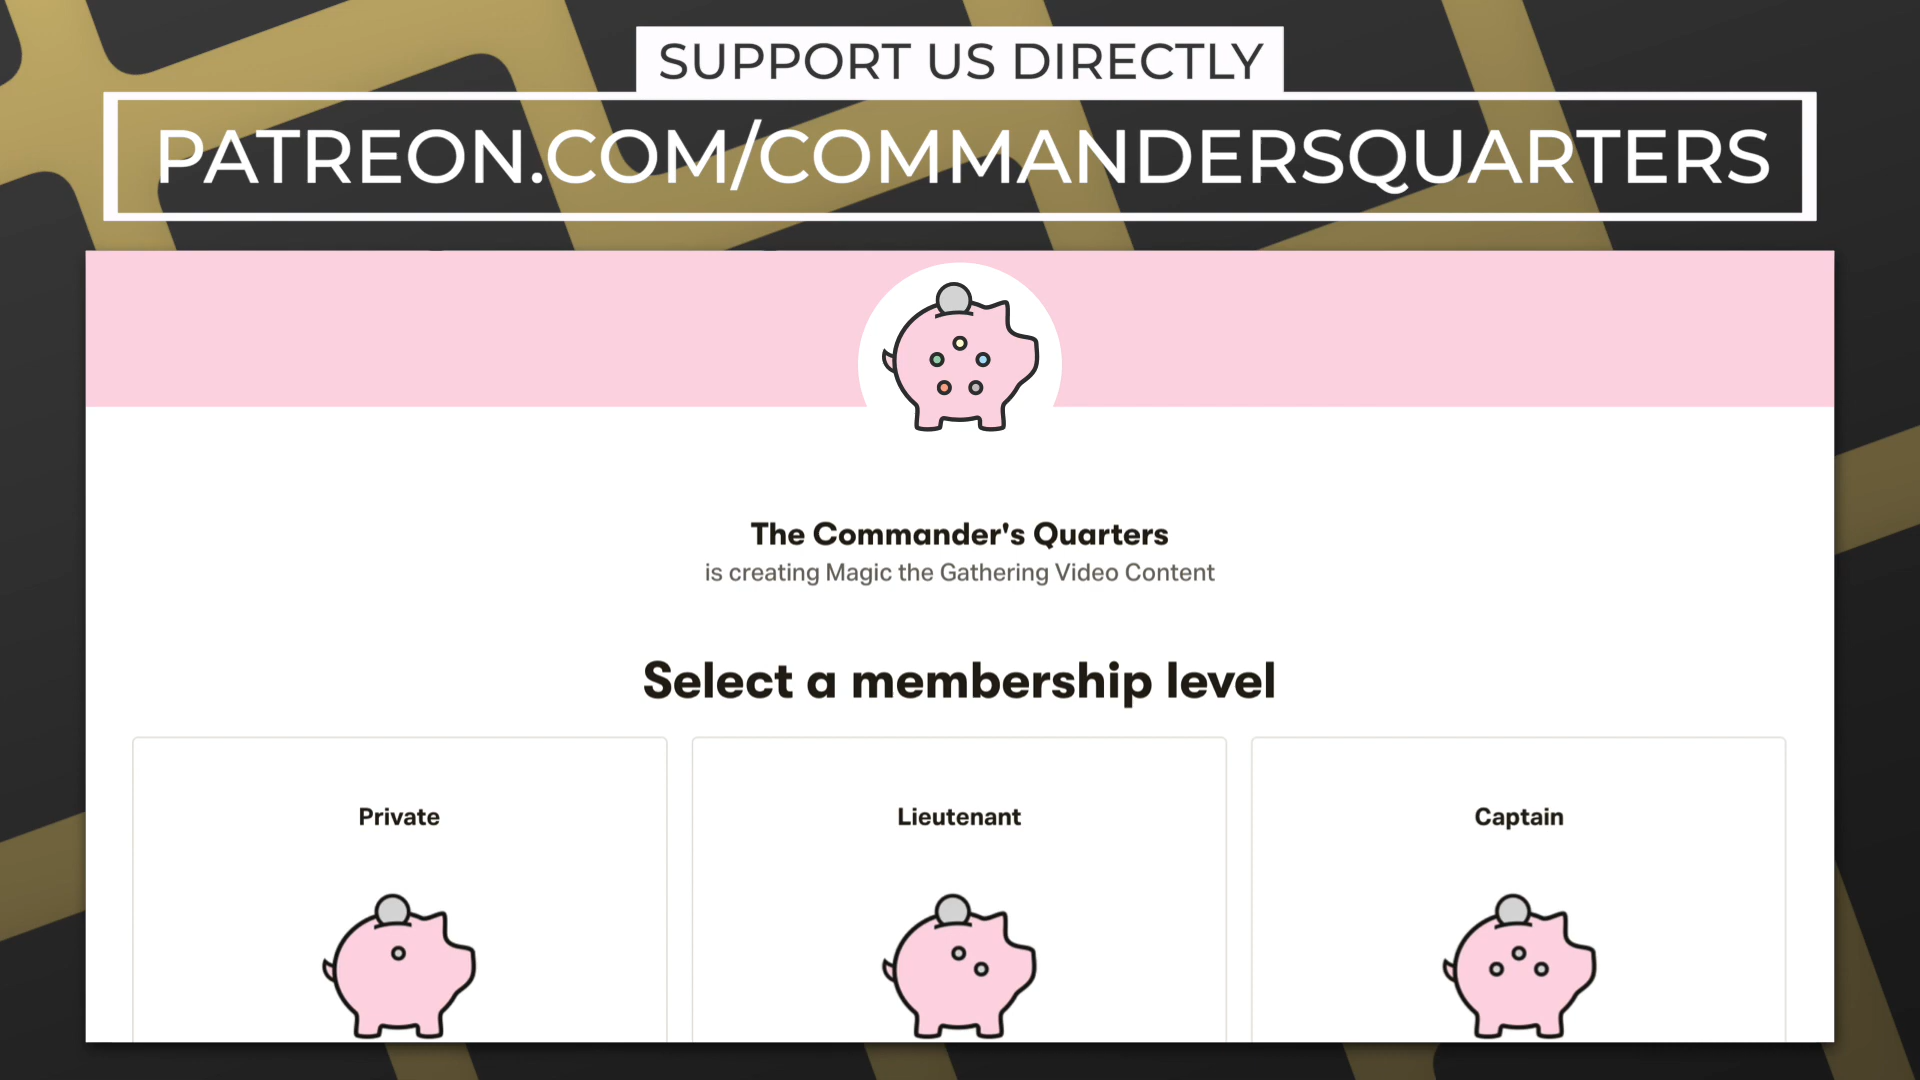 SUPPORT US DIRECTLY
PATREON.COM/COMMANDERSQUARTERS
The Commander's Quarters
is creating Magic the Gathering Video Content
Select a membership level
Private
Lieutenant
Captain